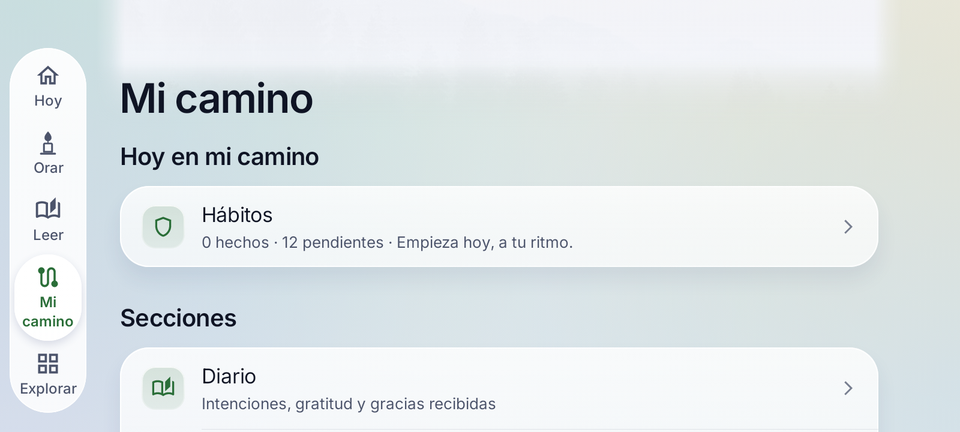 Hoy
Orar
Leer
Mi
camino
Explorar
Mi camino
Hoy en mi camino
Hábitos
0 hechos · 12 pendientes · Empieza hoy, a tu ritmo.
Secciones
Diario
Intenciones, gratitud y gracias recibidas